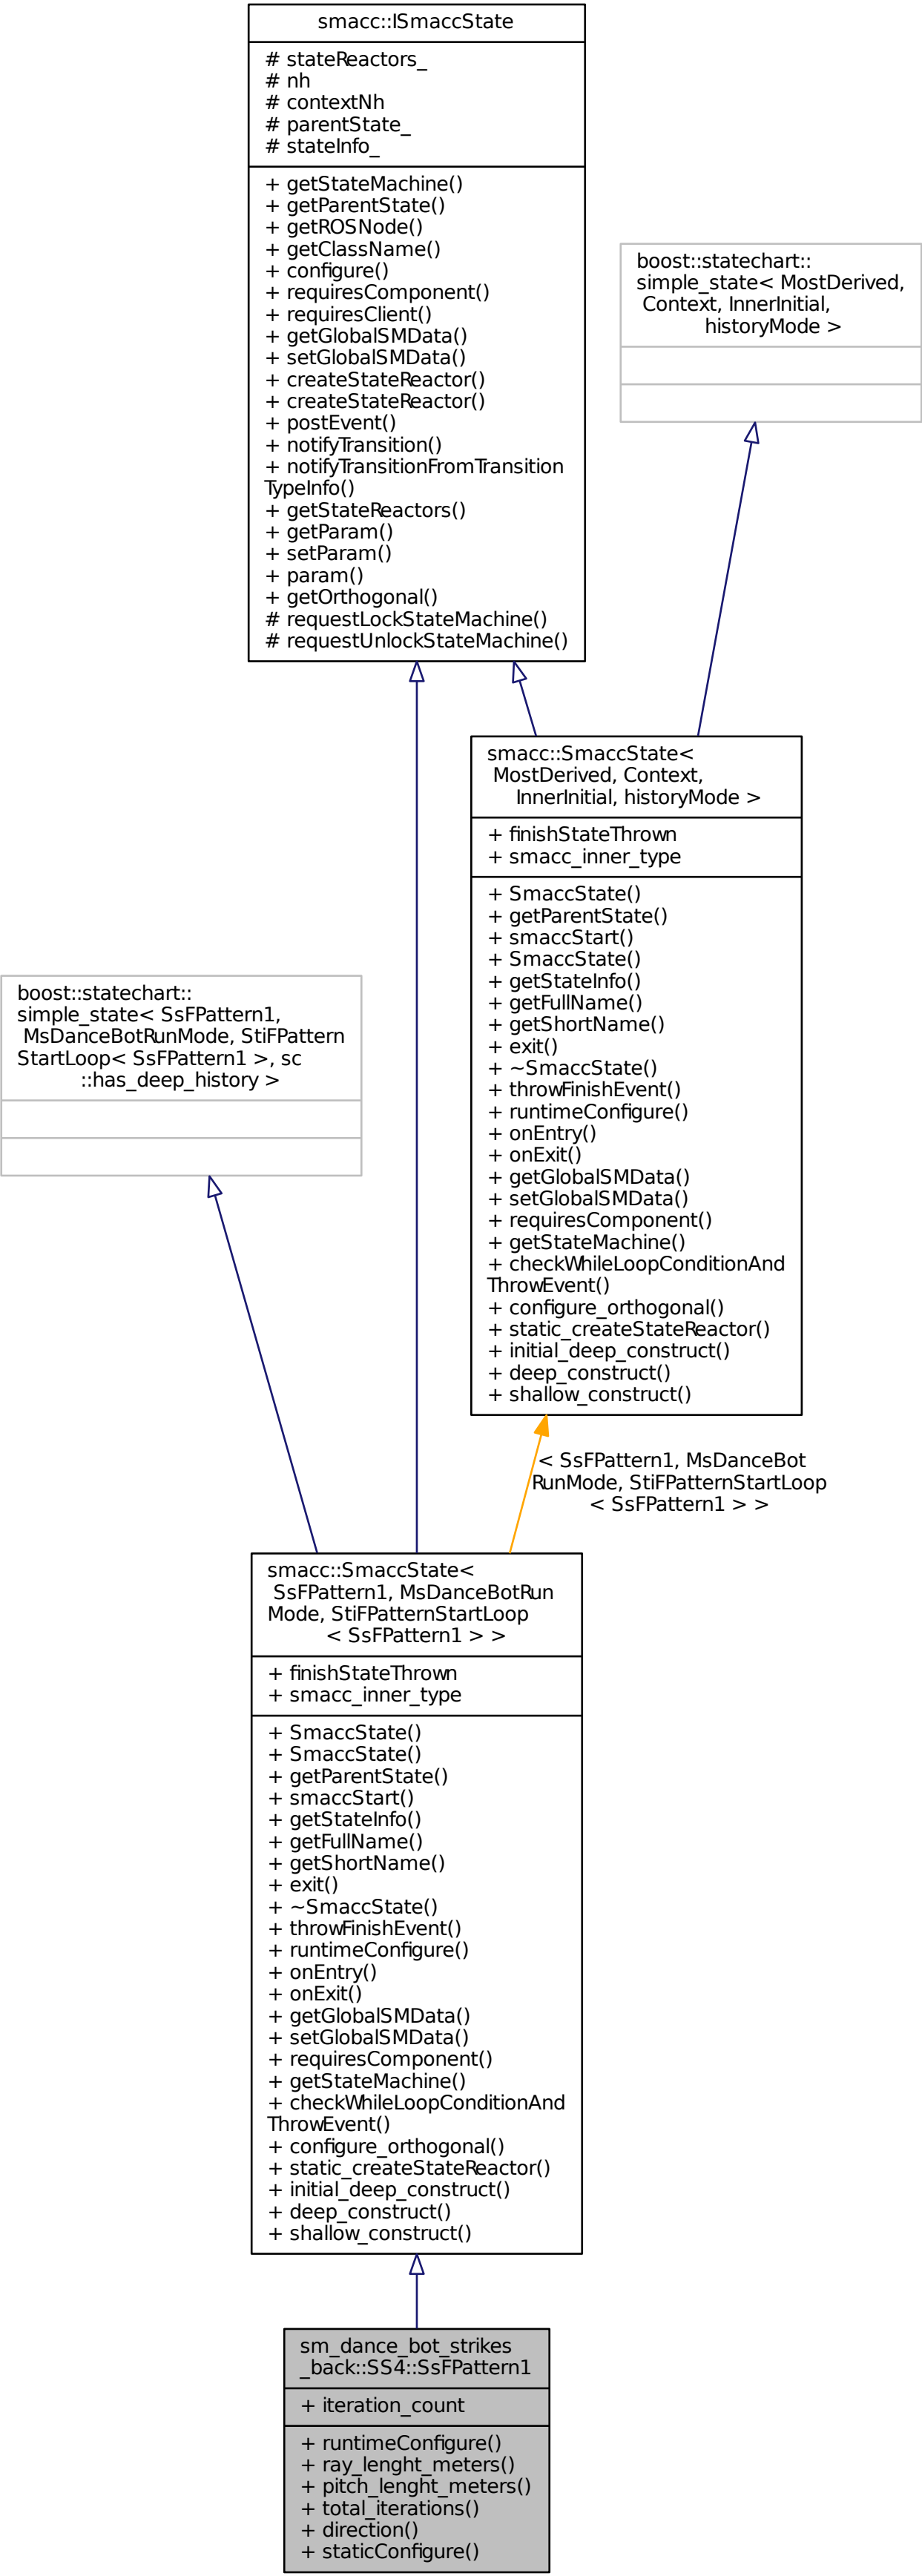 smacc::ISmaccState
# stateReactors_
# nh
# contextNh
# parentState_
# stateInfo_
+ getStateMachine()
+ getParentState()
+ getROSNode()
+ getClassName()
+ configure()
+ requiresComponent()
+ requiresClient()
+ getGlobalSMData()
+ setGlobalSMData()
+ createStateReactor()
+ createStateReactor()
+ postEvent()
+ notifyTransition()
+ notifyTransitionFromTransition
TypeInfo()
+ getStateReactors()
+ getParam()
+ setParam()
+ param()
+ getOrthogonal()
# requestLockStateMachine()
# requestUnlockStateMachine()
boost::statechart::
simple_state< MostDerived,
Context, InnerInitial,
historyMode >
smacc::SmaccState<
MostDerived, Context,
InnerInitial, historyMode >
+ finishStateThrown
+ smacc_inner_type
+ SmaccState()
+ getParentState()
+ smaccStart()
+ SmaccState()
+ getStateInfo()
+ getFullName()
+ getShortName()
+ exit()
+ ~SmaccState()
+ throwFinishEvent()
+ runtimeConfigure()
+ onEntry()
+ onExit()
+ getGlobalSMData()
+ setGlobalSMData()
+ requiresComponent()
+ getStateMachine()
+ checkWhileLoopConditionAnd
ThrowEvent()
+ configure_orthogonal()
+ static_createStateReactor()
+ initial_deep_construct()
+ deep_construct()
+ shallow_construct()
boost::statechart::
simple_state< SsFPattern1,
MsDanceBotRunMode, StiFPattern
StartLoop< SsFPattern1 >, sc
::has_deep_history >
< SsFPattern1, MsDanceBot
RunMode, StiFPatternStartLoop
< SsFPattern1 > >
smacc::SmaccState<
SsFPattern1, MsDanceBotRun
Mode, StiFPatternStartLoop
< SsFPattern1 > >
+ finishStateThrown
+ smacc_inner_type
+ SmaccState()
+ SmaccState()
+ getParentState()
+ smaccStart()
+ getStateInfo()
+ getFullName()
+ getShortName()
+ exit()
+ ~SmaccState()
+ throwFinishEvent()
+ runtimeConfigure()
+ onEntry()
+ onExit()
+ getGlobalSMData()
+ setGlobalSMData()
+ requiresComponent()
+ getStateMachine()
+ checkWhileLoopConditionAnd
ThrowEvent()
+ configure_orthogonal()
+ static_createStateReactor()
+ initial_deep_construct()
+ deep_construct()
+ shallow_construct()
sm_dance_bot_strikes
_back::SS4::SsFPattern1
+ iteration_count
+ runtimeConfigure()
+ ray_lenght_meters()
+ pitch_lenght_meters()
+ total_iterations()
+ direction()
+ staticConfigure()